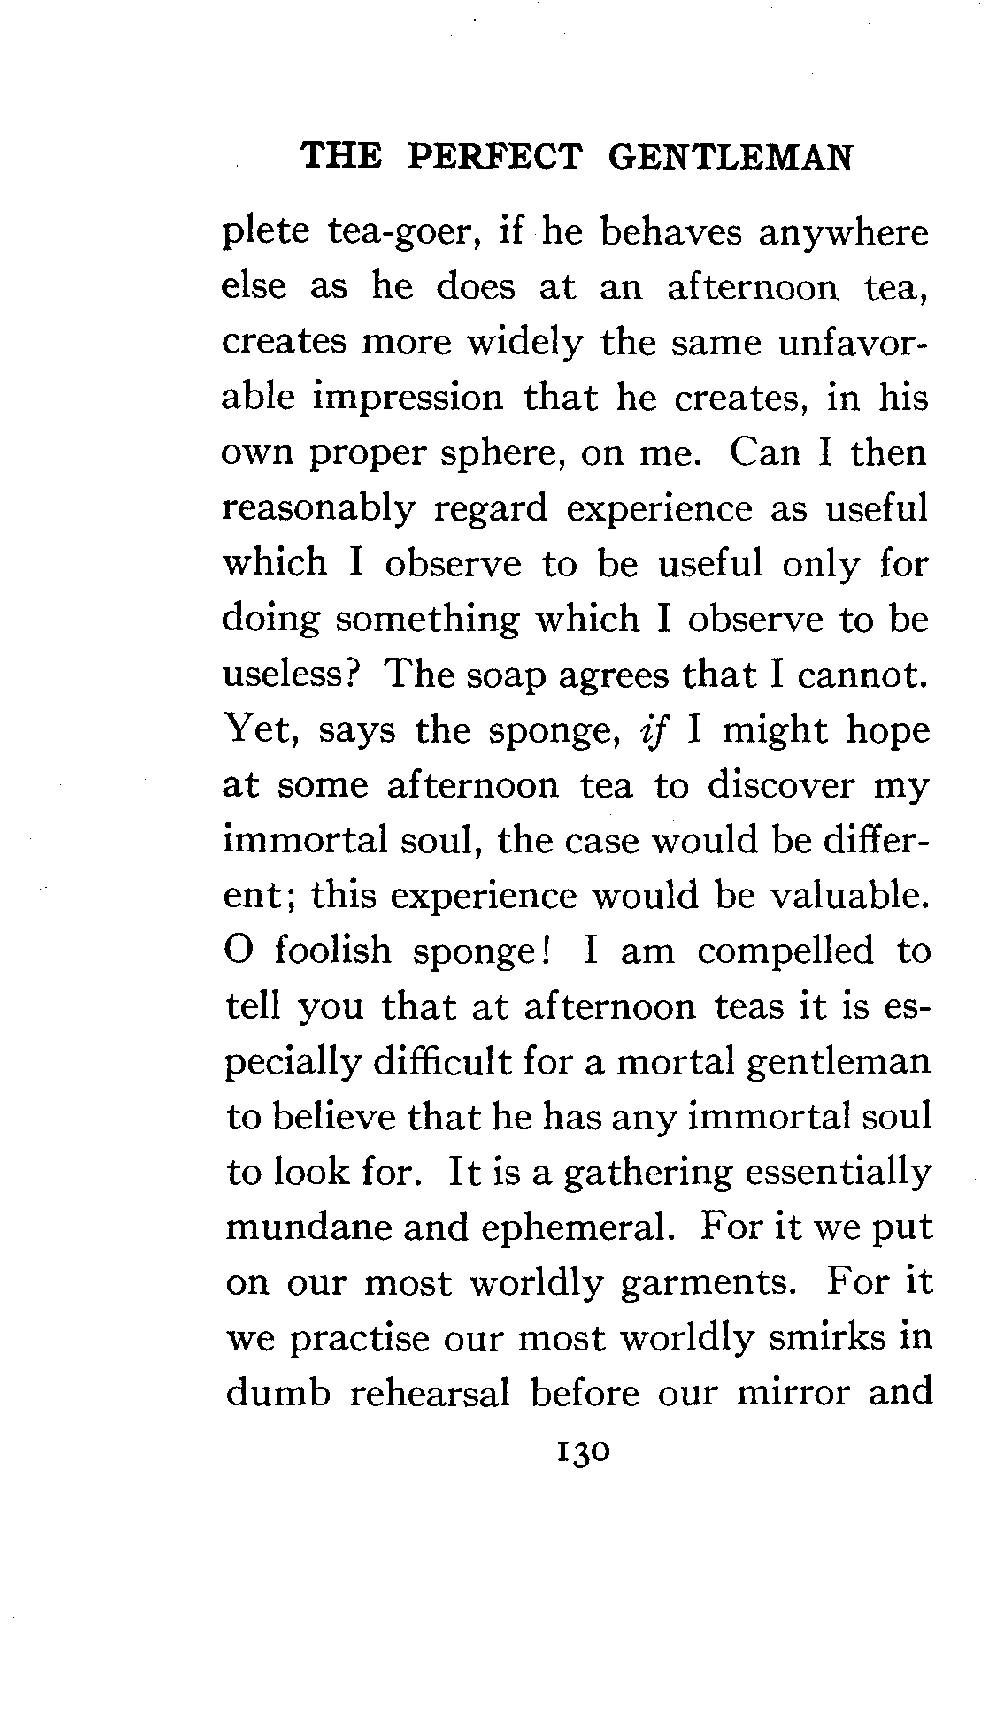 THE PERFECT GENTLEMAN
plete tea-goer, if he behaves anywhere
else as he does at an afternoon tea,
creates more widely the same unfavor-
able impression that he creates, in his
own proper sphere, on me. Can I then
reasonably regard experience as useful
which I observe to be useful only for
doing something which I observe to be
useless? The soap agrees that I cannot.
Yet, says the sponge, if I might hope
at some afternoon tea to discover my
immortal soul, the case would be differ-
ent; this experience would be valuable.
O foolish sponge! I am compelled to
tell you that at afternoon teas it is es-
pecially difficult for a mortal gentleman
to believe that he has any immortal soul
to look for. It is a gathering essentially
mundane and ephemeral. For it we put
on our most worldly garments. For it
we practise our most worldly smirks in
dumb rehearsal before our mirror and
130